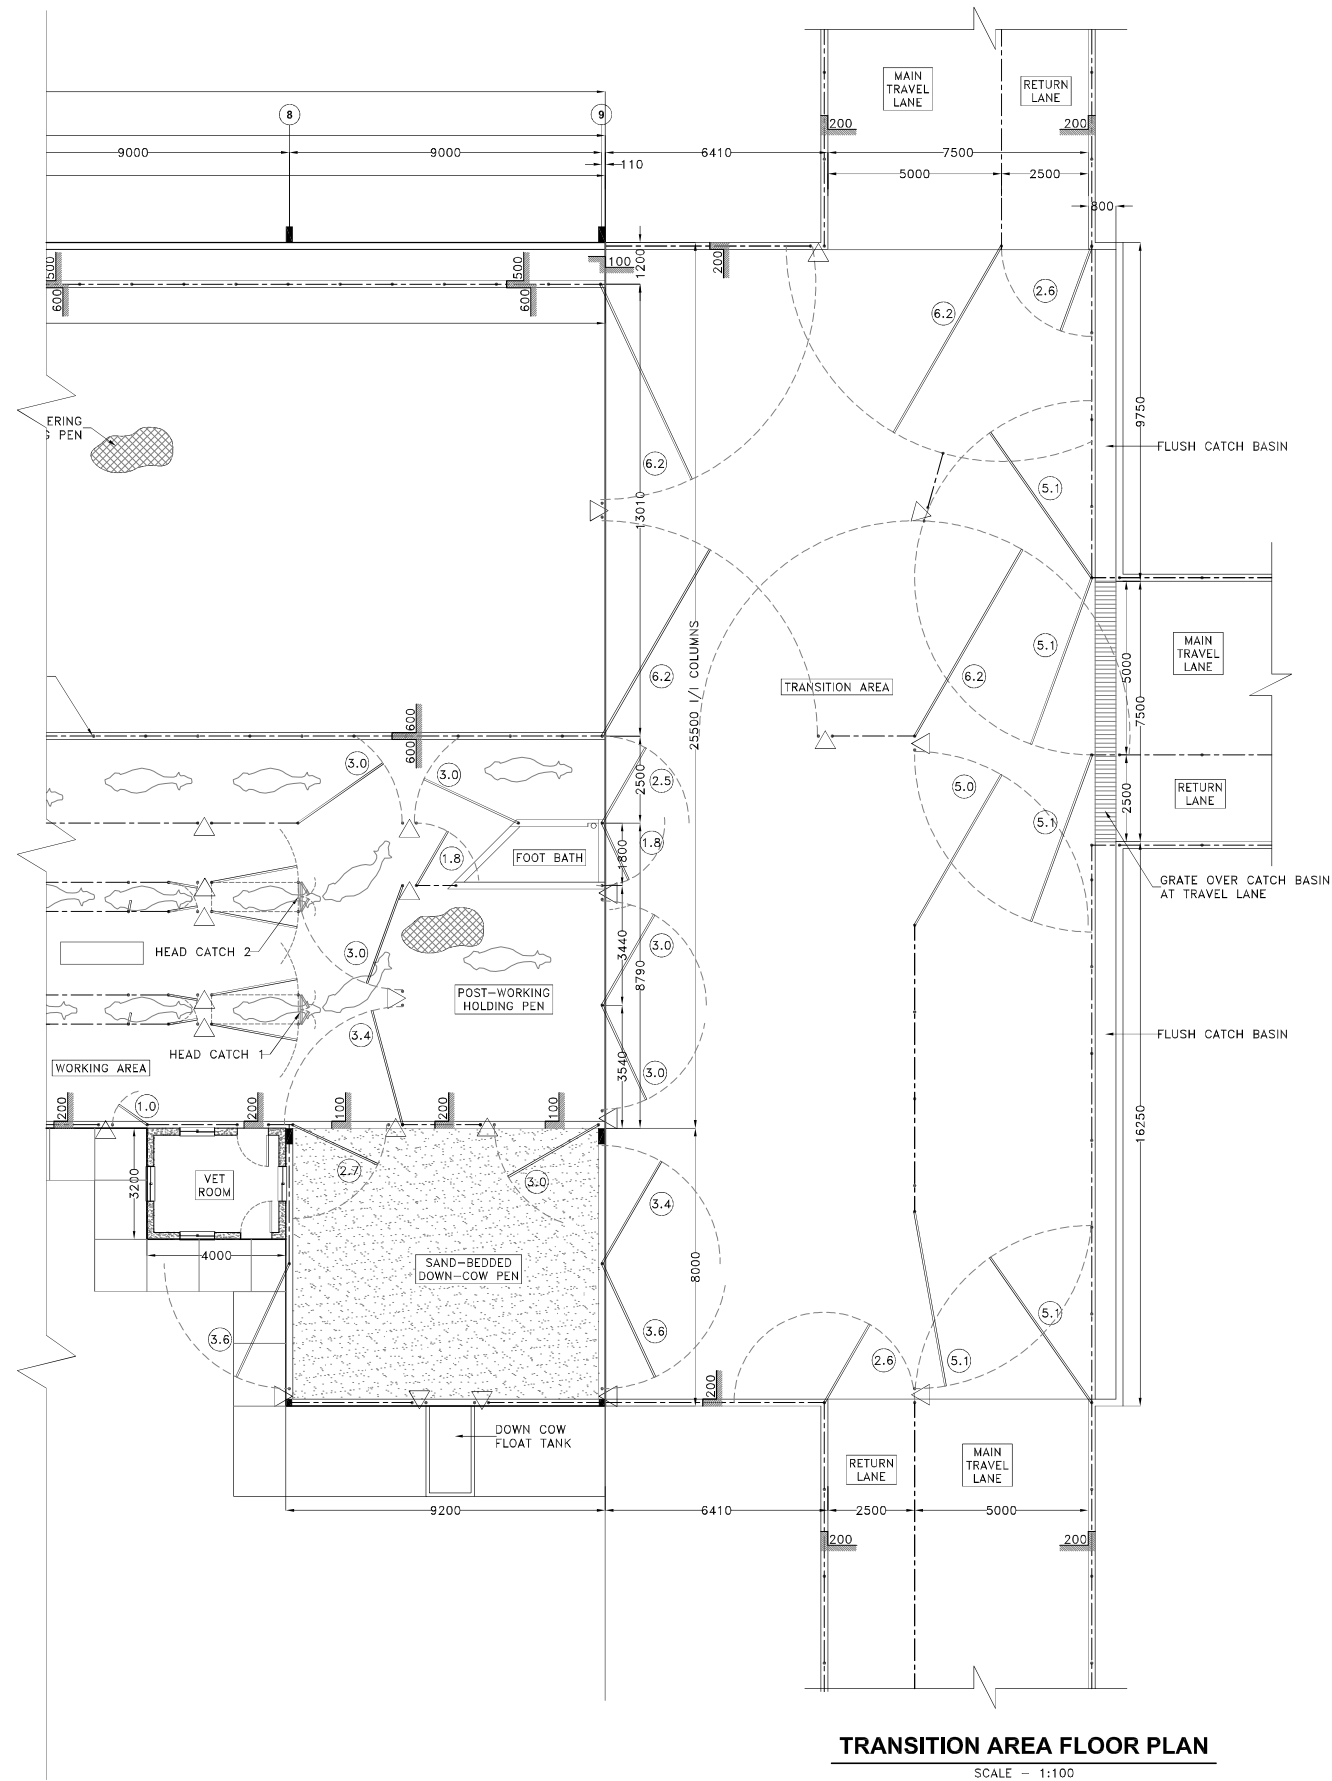 MAIN
TRAVEL
LANE
RETURN
LANE
8
9
200
200
9000
9000
6410
7500
110
5000
2500
800
500
500
100
1200
200
600
600
2.6
6.2
9750
ERING
PEN
FLUSH CATCH BASIN
6.2
5.1
13010
25500 I/I COLUMNS
MAIN
TRAVEL
LANE
5.1
6.2
6.2
5000
7500
TRANSITION AREA
600
600
3.0
3.0
2.5
2500
5.0
2500
RETURN
LANE
5.1
1.8
FOOT BATH
1.8
1800
GRATE OVER CATCH BASIN
AT TRAVEL LANE
HEAD CATCH 2
3.0
3.0
3440
8790
POST-WORKING
HOLDING PEN
FLUSH CATCH BASIN
3.4
HEAD CATCH 1
WORKING AREA
3.0
3540
1.0
200
200
100
200
100
16250
2.7
3.0
VET
ROOM
3200
3.4
4000
SAND-BEDDED
DOWN-COW PEN
8000
3.6
3.6
5.1
2.6
5.1
200
DOWN COW
FLOAT TANK
RETURN
LANE
MAIN
TRAVEL
LANE
9200
6410
2500
5000
200
200
TRANSITION AREA FLOOR PLAN
SCALE - 1:100